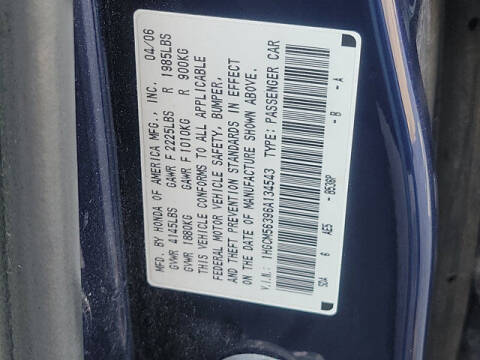 MFD. BY HONDA OF AMERICA MFG., INC. 04/06
GVWR 4145LBS GAWR F 2225LBS R 1985LBS
GVWR 1880KG GAWR F 1010KG R 900KG
THIS VEHICLE CONFORMS TO ALL APPLICABLE
FEDERAL MOTOR VEHICLE SAFETY, BUMPER,
AND THEFT PREVENTION STANDARDS IN EFFECT
ON THE DATE OF MANUFACTURE SHOWN ABOVE.
V.I.N.: 1HGCM56396A134543 TYPE: PASSENGER CAR
SDA 6 AES - B536P - B - A